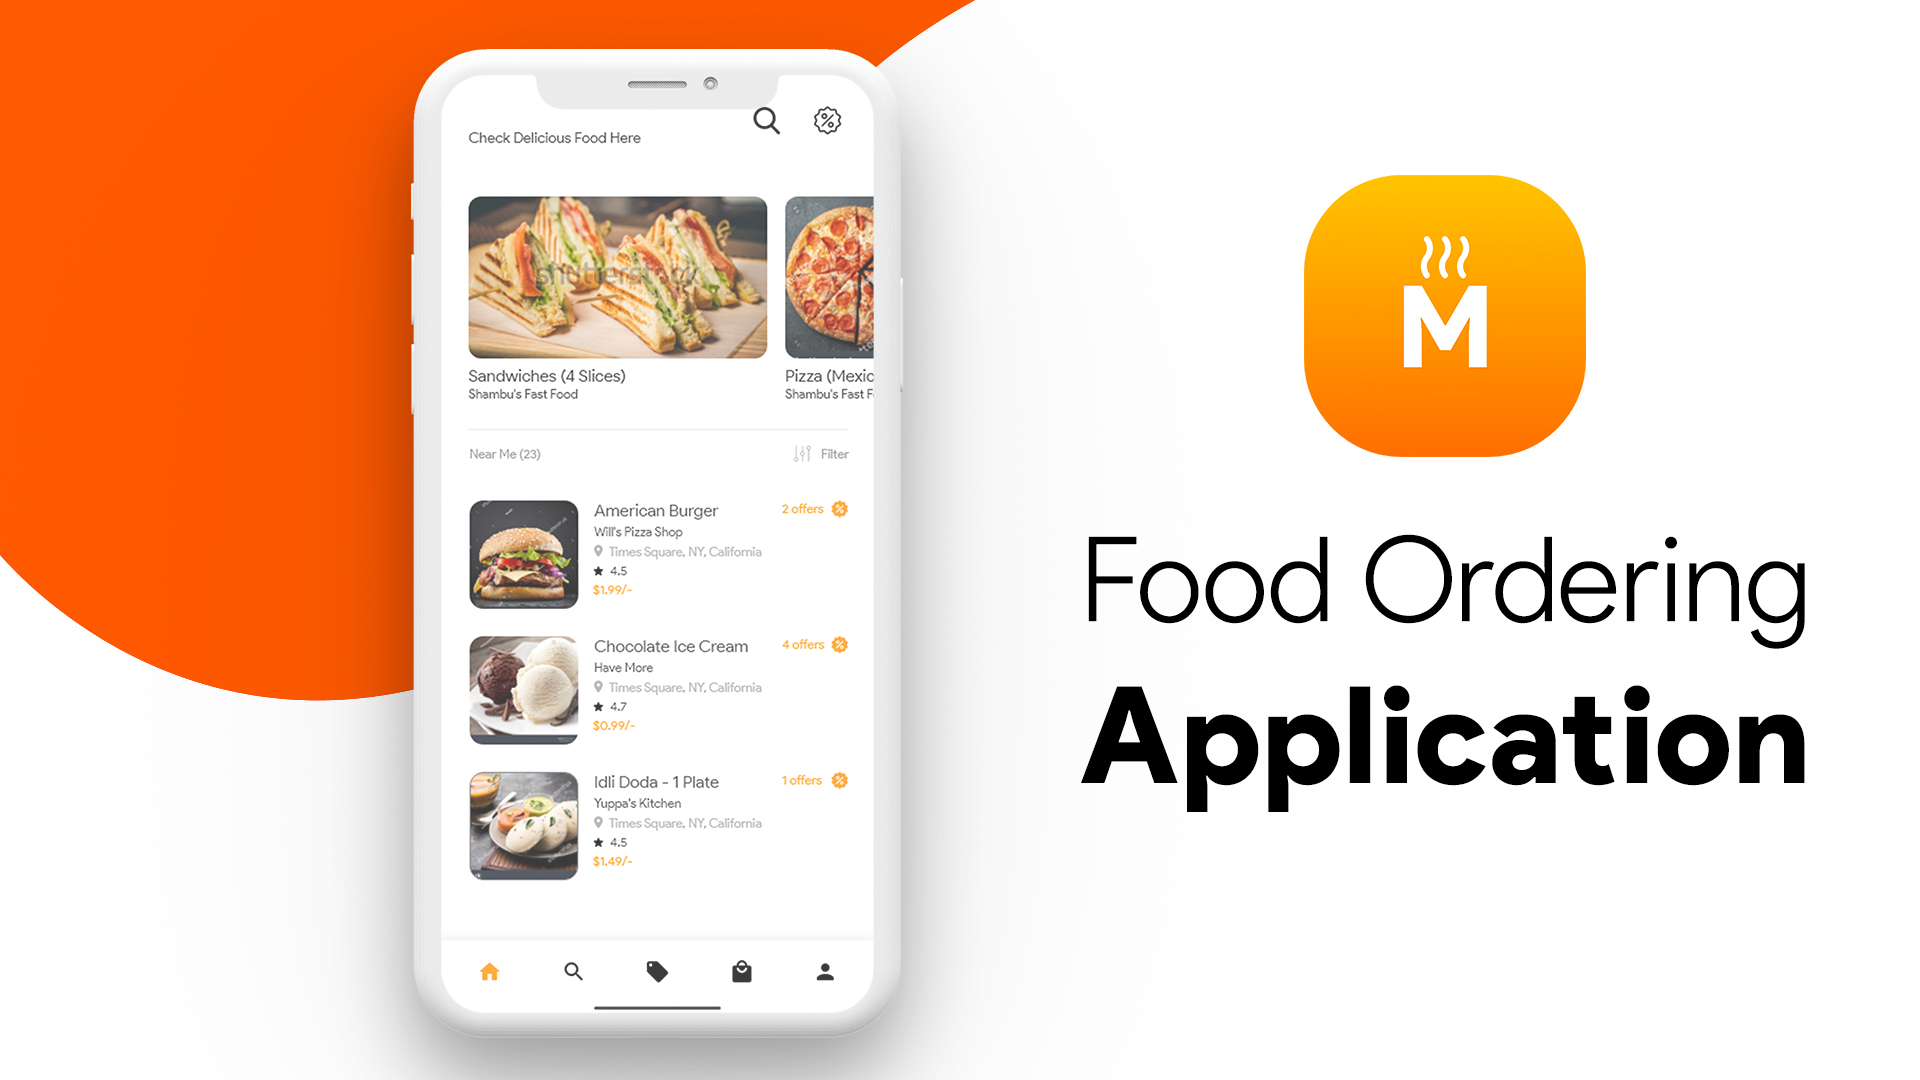 Check Delicious Food Here
shutterstock
Sandwiches (4 Slices)
Shambu's Fast Food
Pizza (Mexic
Shambu's Fast F
Near Me (23)
Filter
American Burger
2 offers
Will's Pizza Shop
Times Square, NY, California
4.5
$1.99/-
Chocolate Ice Cream
4 offers
Have More
Times Square, NY, California
4.7
$0.99/-
Idli Doda - 1 Plate
1 offers
Yuppa's Kitchen
Times Square, NY, California
4.5
$1.49/-
M
Food Ordering
Application